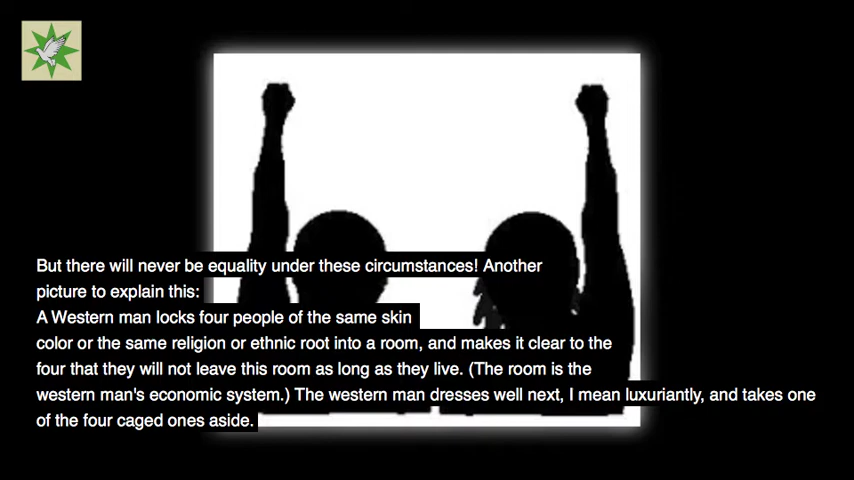 But there will never be equality under these circumstances! Another
picture to explain this:
A Western man locks four people of the same skin
color or the same religion or ethnic root into a room, and makes it clear to the
four that they will not leave this room as long as they live. (The room is the
western man's economic system.) The western man dresses well next, I mean luxuriantly, and takes one
of the four caged ones aside.